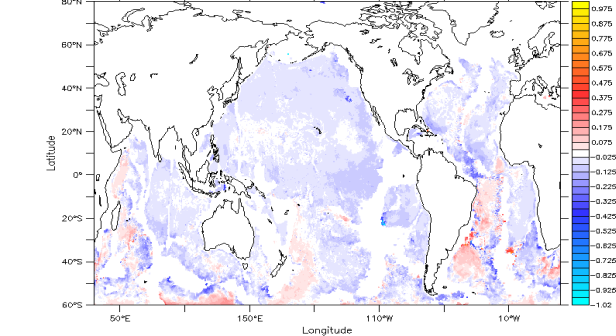 80°N
60°N
40°N
20°N
0°
20°S
40°S
60°S
Latitude
50°E
150°E
110°W
10°W
Longitude
0.975
0.875
0.775
0.675
0.575
0.475
0.375
0.275
0.175
0.075
-0.025
-0.125
-0.225
-0.325
-0.425
-0.525
-0.625
-0.725
-0.825
-0.925
-1.02